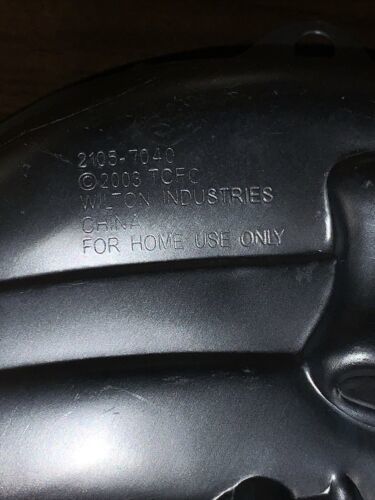 2105-7040
©2003 TCFC
WILTON INDUSTRIES
CHINA
FOR HOME USE ONLY